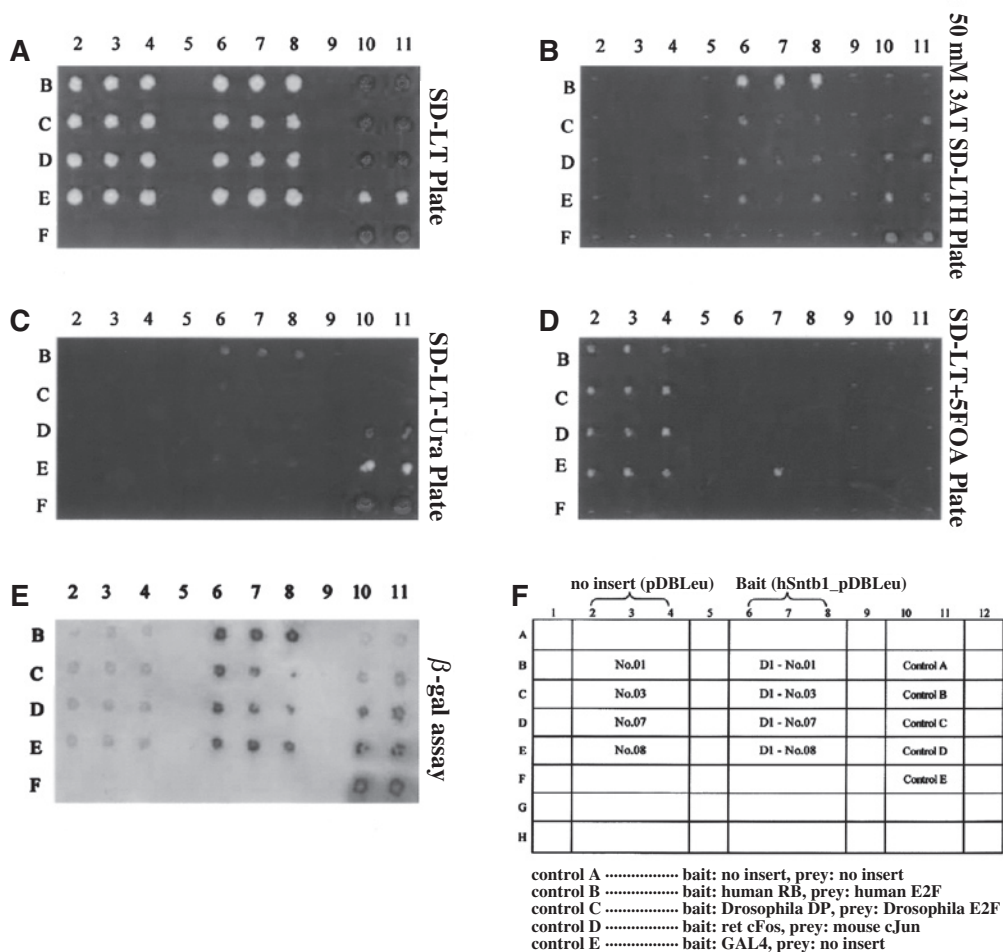 A
2 3 4 5 6 7 8 9 10 11
B
C
D
E
F
SD-LT Plate
B
2 3 4 5 6 7 8 9 10 11
B
C
D
E
F
50 mM 3AT SD-LTH Plate
C
2 3 4 5 6 7 8 9 10 11
B
C
D
E
F
SD-LT-Ura Plate
D
2 3 4 5 6 7 8 9 10 11
B
C
D
E
F
SD-LT+5FOA Plate
E
2 3 4 5 6 7 8 9 10 11
B
C
D
E
F
β-gal assay
F
no insert (pDBLeu) Bait (hSntb1_pDBLeu)
1 2 3 4 5 6 7 8 9 10 11 12
A
B No.01 D1 - No.01 Control A
C No.03 D1 - No.03 Control B
D No.07 D1 - No.07 Control C
E No.08 D1 - No.08 Control D
F Control E
G
H
control A ................. bait: no insert, prey: no insert
control B ................. bait: human RB, prey: human E2F
control C ................. bait: Drosophila DP, prey: Drosophila E2F
control D ................. bait: ret cFos, prey: mouse cJun
control E ................. bait: GAL4, prey: no insert